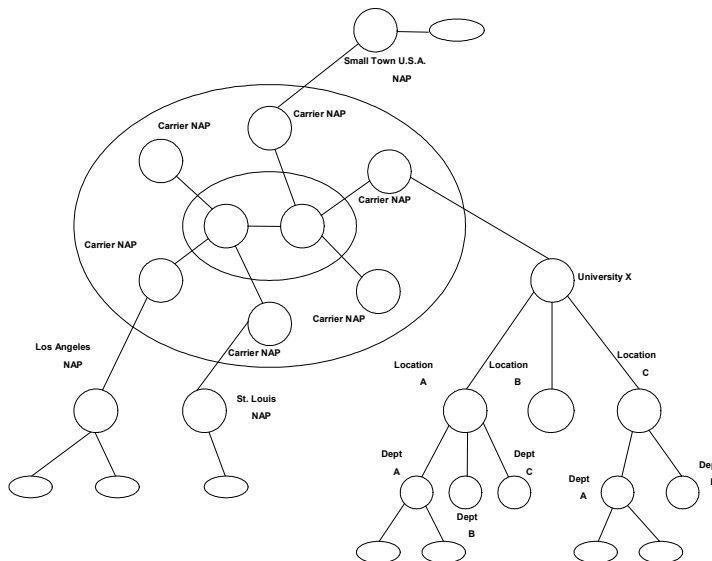 Small Town U.S.A.
NAP
Carrier NAP
Carrier NAP
Carrier NAP
Carrier NAP
University X
Carrier NAP
Los Angeles
NAP
Carrier NAP
Location
A
Location
B
Location
C
St. Louis
NAP
Dept
A
Dept
C
Dept
A
Dept
B